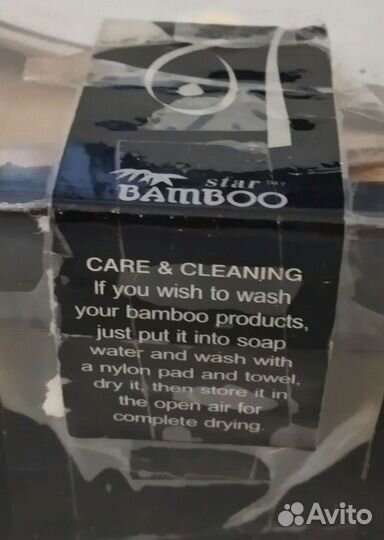 star™
BAMBOO
CARE & CLEANING
If you wish to wash
your bamboo products,
just put it into soap
water and wash with
a nylon pad and towel,
dry it, then store it in
the open air for
complete drying.
Avito